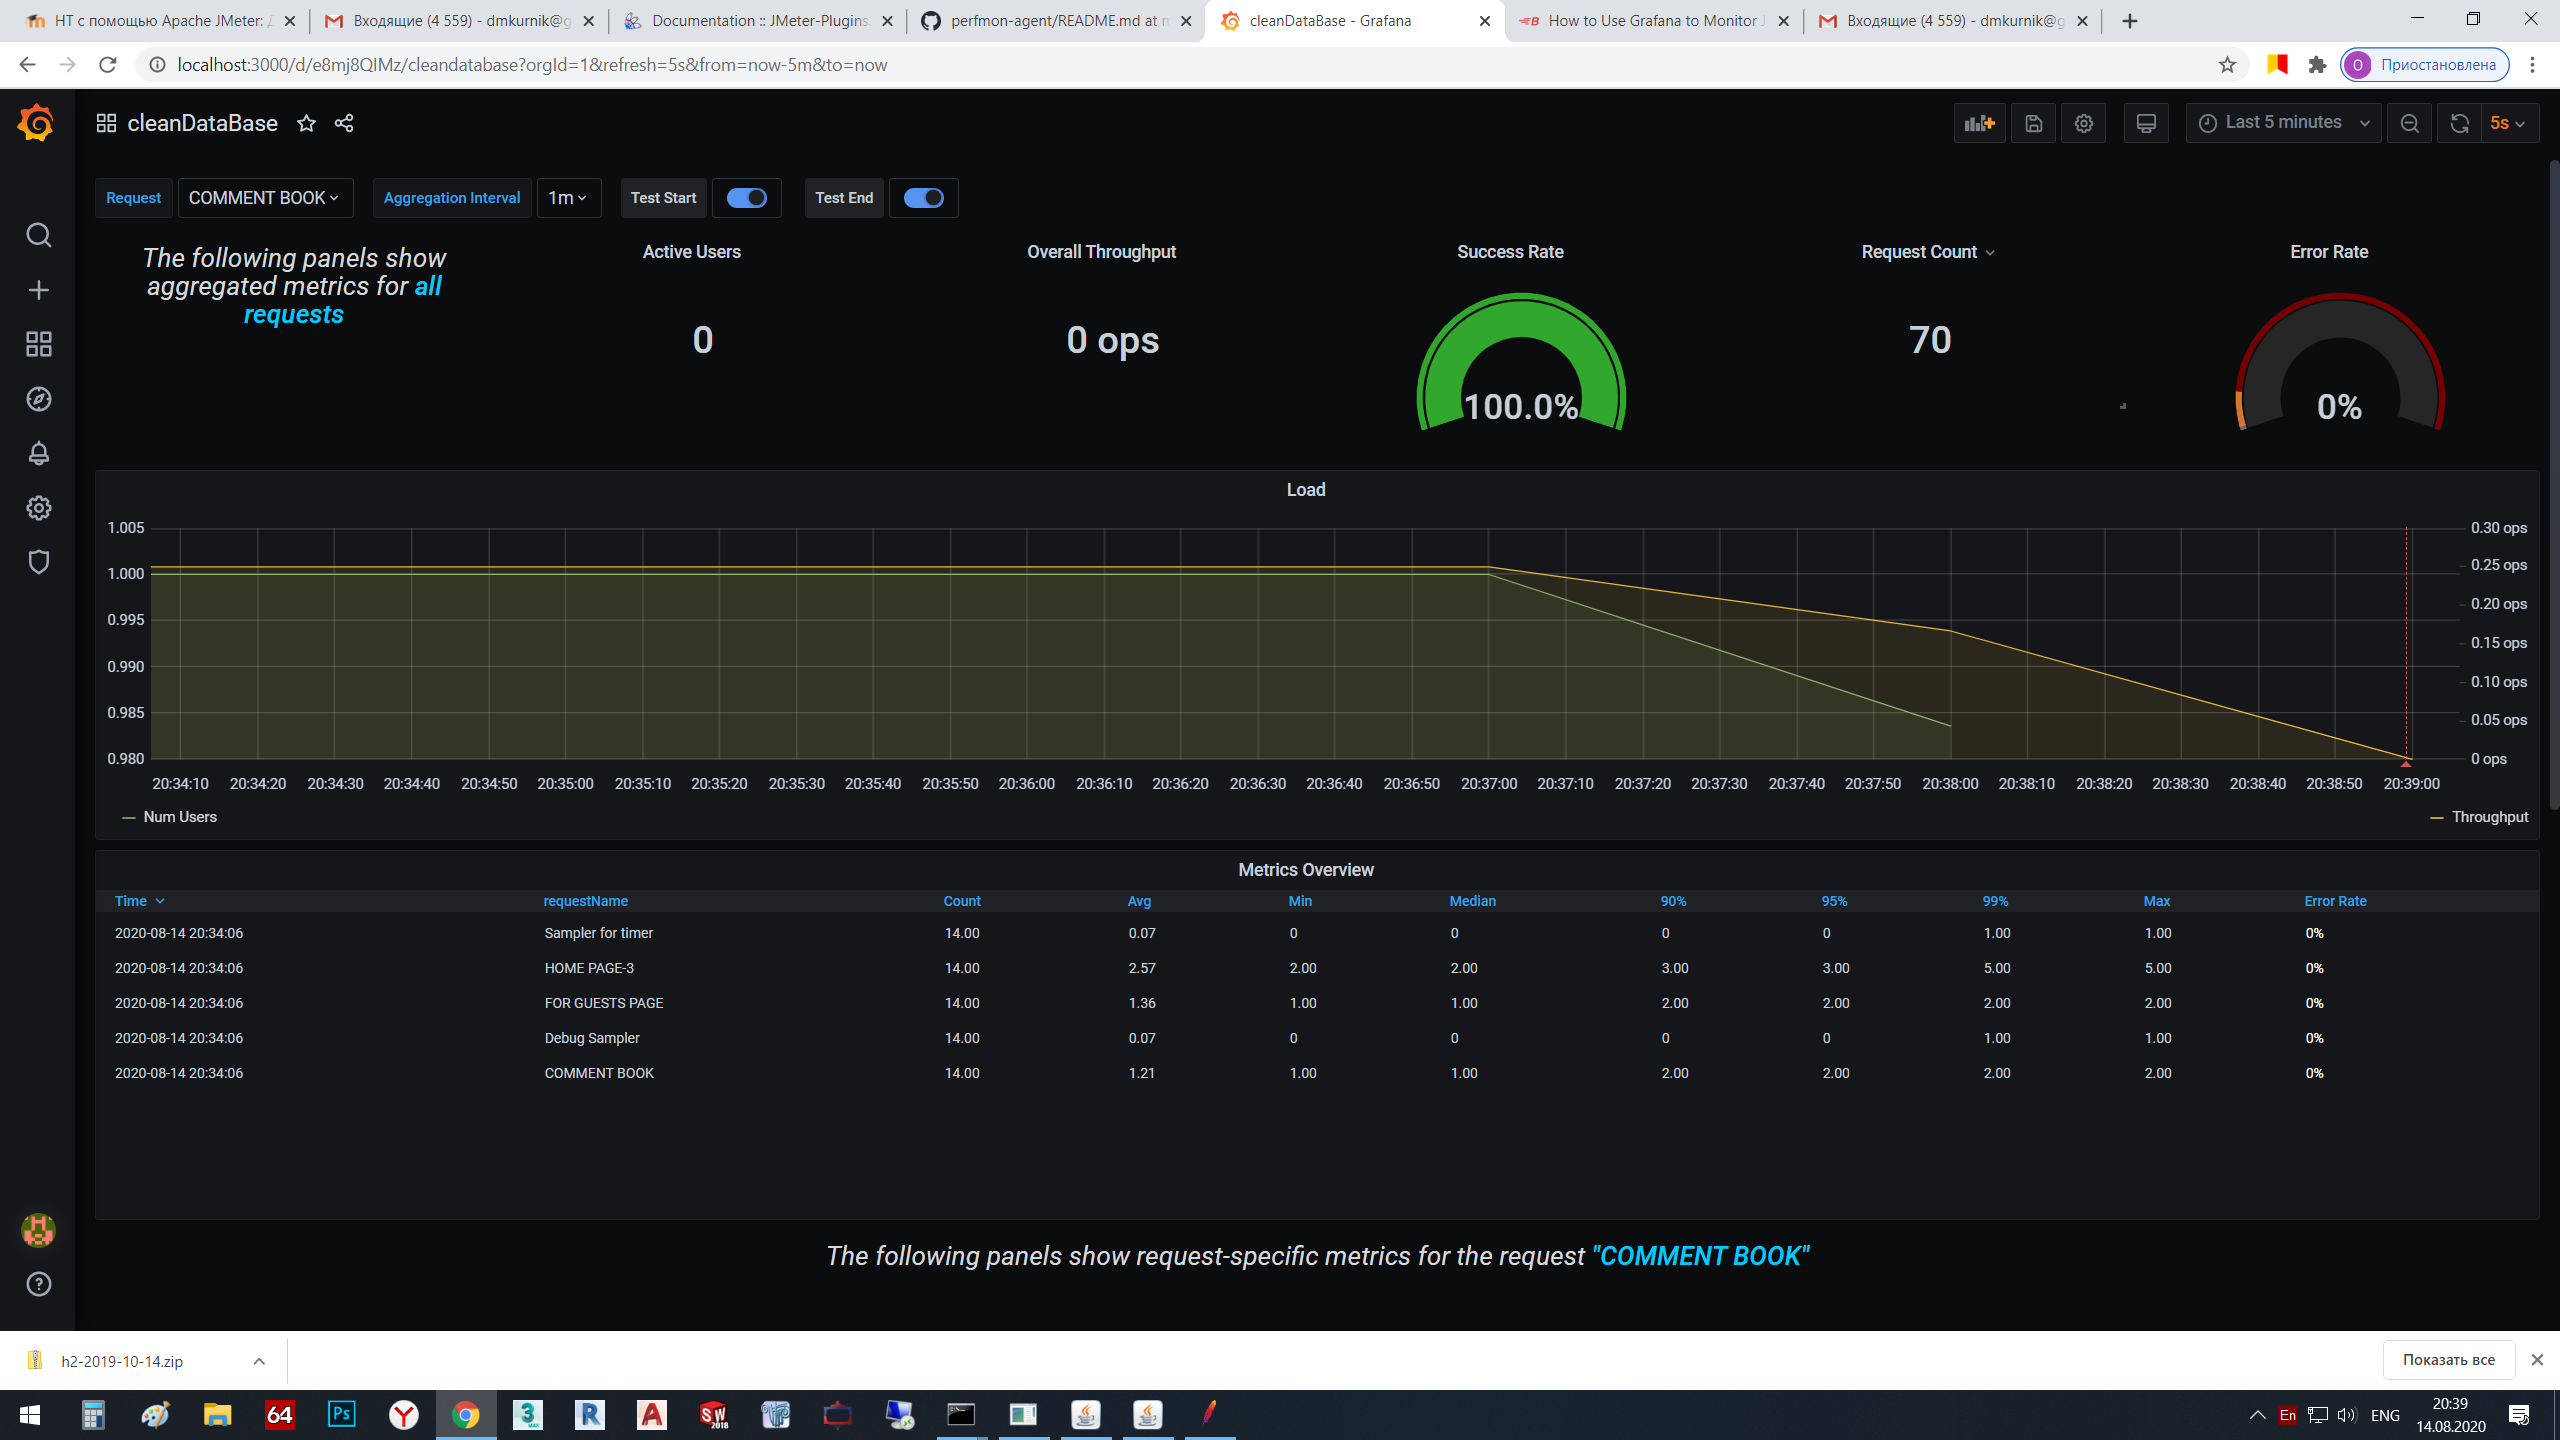 НТ с помощью Apache JMeter:
Входящие (4 559) - dmkurnik@g
Documentation :: JMeter-Plugins
perfmon-agent/README.md at m
cleanDataBase - Grafana
How to Use Grafana to Monitor J
Входящие (4 559) - dmkurnik@g
localhost:3000/d/e8mj8QIMz/cleandatabase?orgId=1&refresh=5s&from=now-5m&to=now
O Приостановлена
cleanDataBase
Last 5 minutes
5s
Request COMMENT BOOK
Aggregation Interval 1m
Test Start
Test End
The following panels show
aggregated metrics for all
requests
Active Users
0
Overall Throughput
0 ops
Success Rate
100.0%
Request Count
70
Error Rate
0%
Load
1.005
1.000
0.995
0.990
0.985
0.980
0.30 ops
0.25 ops
0.20 ops
0.15 ops
0.10 ops
0.05 ops
0 ops
20:34:10 20:34:20 20:34:30 20:34:40 20:34:50 20:35:00 20:35:10 20:35:20 20:35:30 20:35:40 20:35:50 20:36:00 20:36:10 20:36:20 20:36:30 20:36:40 20:36:50 20:37:00 20:37:10 20:37:20 20:37:30 20:37:40 20:37:50 20:38:00 20:38:10 20:38:20 20:38:30 20:38:40 20:38:50 20:39:00
Num Users
Throughput
Metrics Overview
Time requestName Count Avg Min Median 90% 95% 99% Max Error Rate
2020-08-14 20:34:06 Sampler for timer 14.00 0.07 0 0 0 0 1.00 1.00 0%
2020-08-14 20:34:06 HOME PAGE-3 14.00 2.57 2.00 2.00 3.00 3.00 5.00 5.00 0%
2020-08-14 20:34:06 FOR GUESTS PAGE 14.00 1.36 1.00 1.00 2.00 2.00 2.00 2.00 0%
2020-08-14 20:34:06 Debug Sampler 14.00 0.07 0 0 0 0 1.00 1.00 0%
2020-08-14 20:34:06 COMMENT BOOK 14.00 1.21 1.00 1.00 2.00 2.00 2.00 2.00 0%
The following panels show request-specific metrics for the request "COMMENT BOOK"
h2-2019-10-14.zip
Показать все
64
Ps
3
MAX
R
A
SW
2018
En
ENG
20:39
14.08.2020